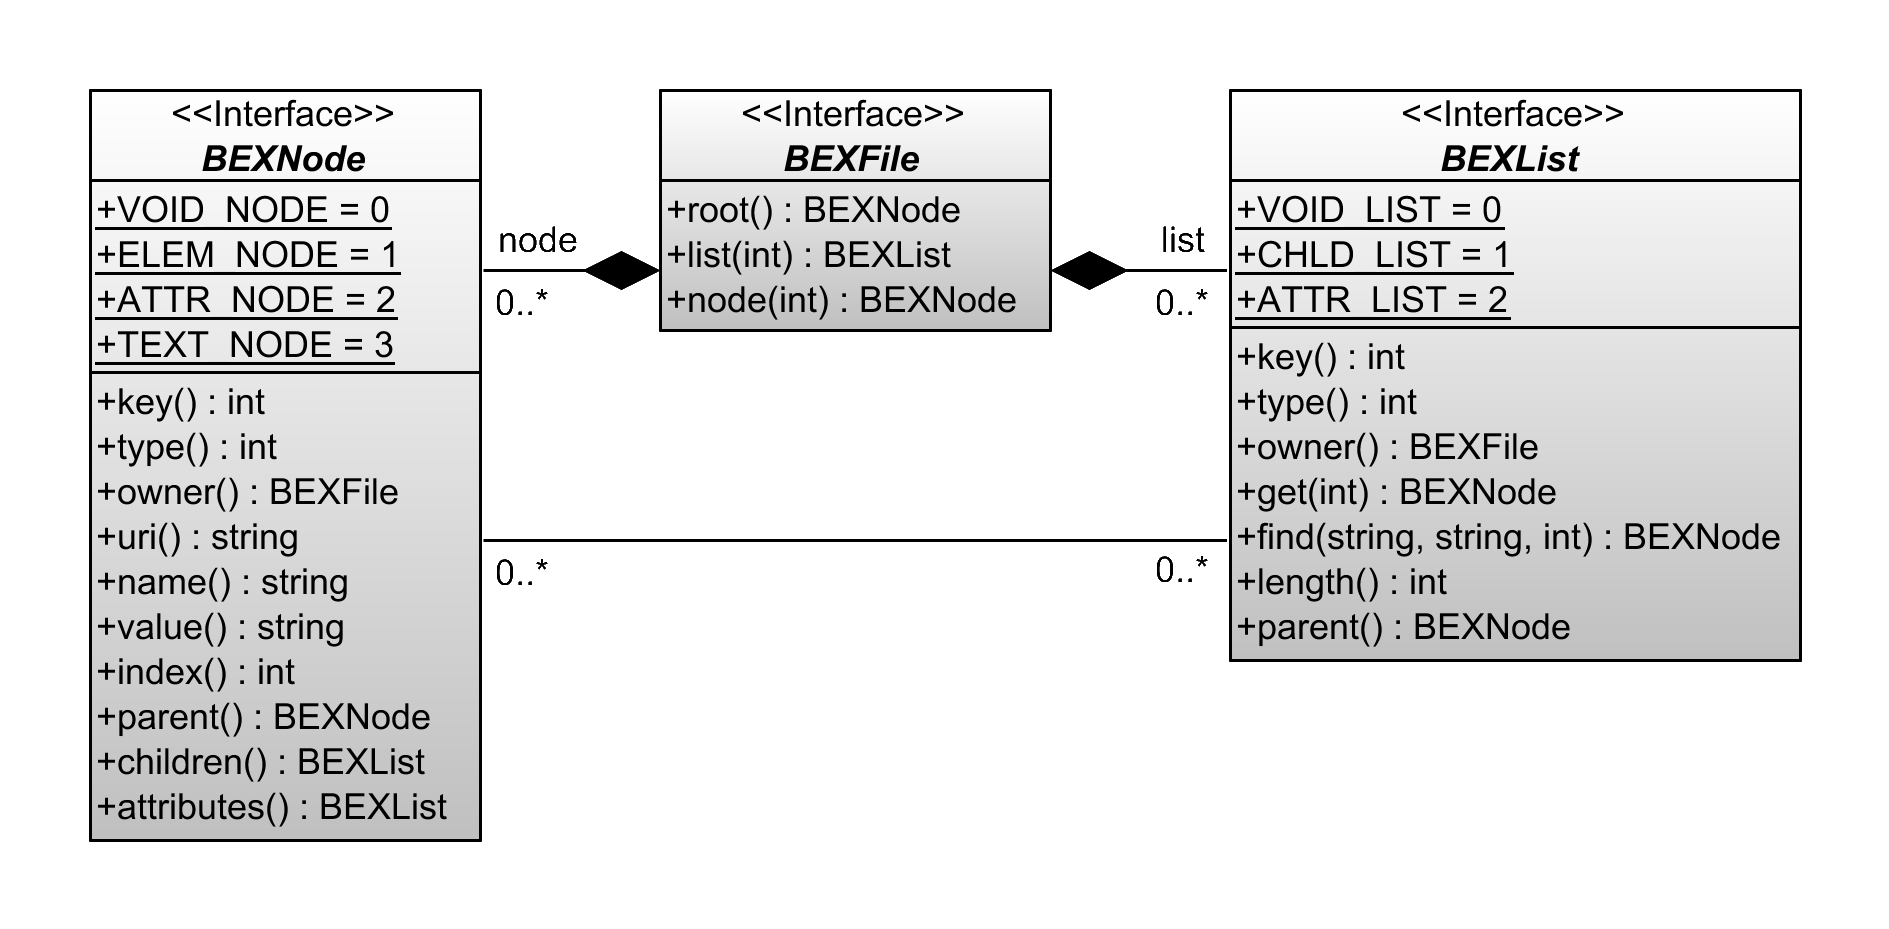 <<Interface>>
BEXNode
+VOID_NODE = 0
+ELEM_NODE = 1
+ATTR_NODE = 2
+TEXT_NODE = 3
+key() : int
+type() : int
+owner() : BEXFile
+uri() : string
+name() : string
+value() : string
+index() : int
+parent() : BEXNode
+children() : BEXList
+attributes() : BEXList
node
0..*
0..*
<<Interface>>
BEXFile
+root() : BEXNode
+list(int) : BEXList
+node(int) : BEXNode
list
0..*
0..*
<<Interface>>
BEXList
+VOID_LIST = 0
+CHLD_LIST = 1
+ATTR_LIST = 2
+key() : int
+type() : int
+owner() : BEXFile
+get(int) : BEXNode
+find(string, string, int) : BEXNode
+length() : int
+parent() : BEXNode